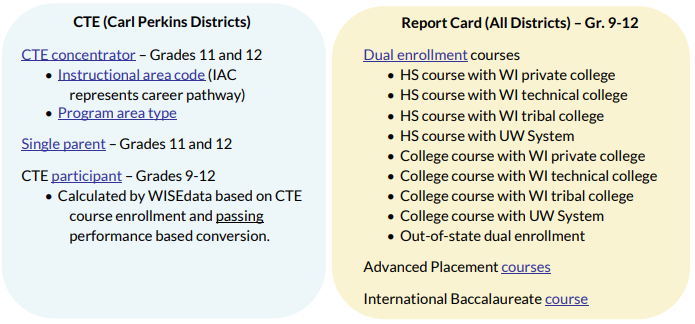 CTE (Carl Perkins Districts)
CTE concentrator – Grades 11 and 12
• Instructional area code (IAC
represents career pathway)
• Program area type
Single parent – Grades 11 and 12
CTE participant – Grades 9-12
• Calculated by WISEdata based on CTE
course enrollment and passing
performance based conversion.
Report Card (All Districts) – Gr. 9-12
Dual enrollment courses
• HS course with WI private college
• HS course with WI technical college
• HS course with WI tribal college
• HS course with UW System
• College course with WI private college
• College course with WI technical college
• College course with WI tribal college
• College course with UW System
• Out-of-state dual enrollment
Advanced Placement courses
International Baccalaureate course